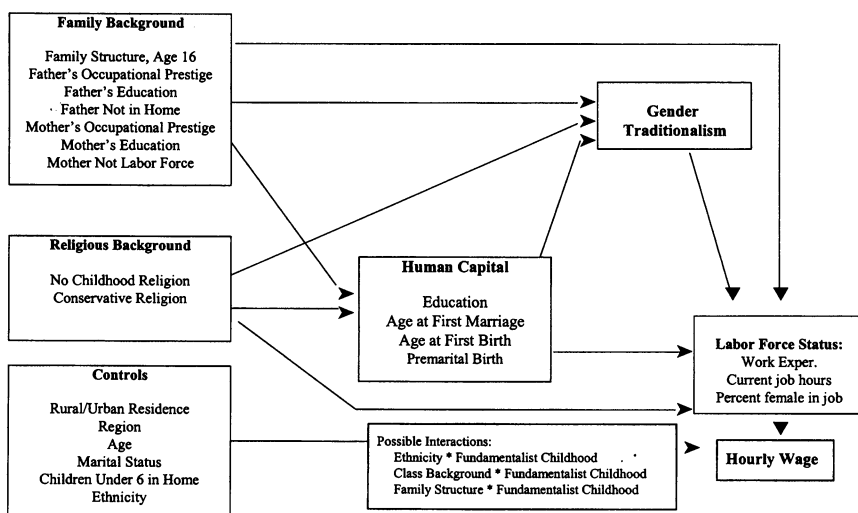 Family Background
Family Structure, Age 16
Father's Occupational Prestige
Father's Education
Father Not in Home
Mother's Occupational Prestige
Mother's Education
Mother Not Labor Force
Gender
Traditionalism
Religious Background
No Childhood Religion
Conservative Religion
Human Capital
Education
Age at First Marriage
Age at First Birth
Premarital Birth
Labor Force Status:
Work Exper.
Current job hours
Percent female in job
Controls
Rural/Urban Residence
Region
Age
Marital Status
Children Under 6 in Home
Ethnicity
Possible Interactions:
Ethnicity * Fundamentalist Childhood
Class Background * Fundamentalist Childhood
Family Structure * Fundamentalist Childhood
Hourly Wage